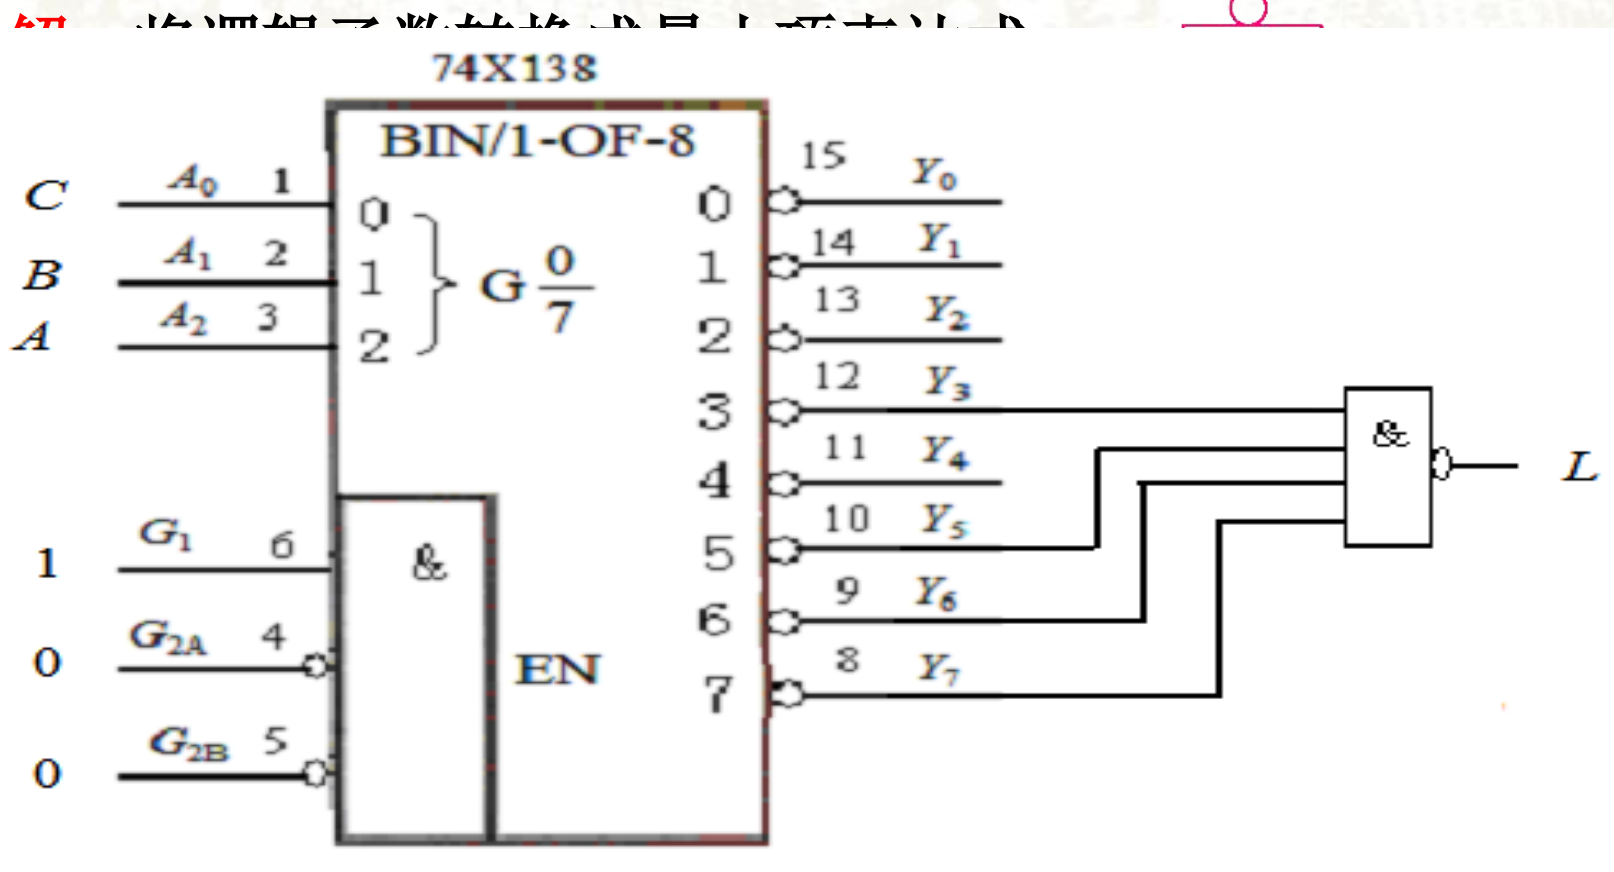 74X138
BIN/1-OF-8
C A₀ 1 0 0 15 Y₀
B A₁ 2 1 G 0/7 1 14 Y₁
A A₂ 3 2 2 13 Y₂
3 12 Y₃
& L
4 11 Y₄
1 G₁ 6 & 5 10 Y₅
0 G₂A 4 EN 6 9 Y₆
7 8 Y₇
0 G₂B 5